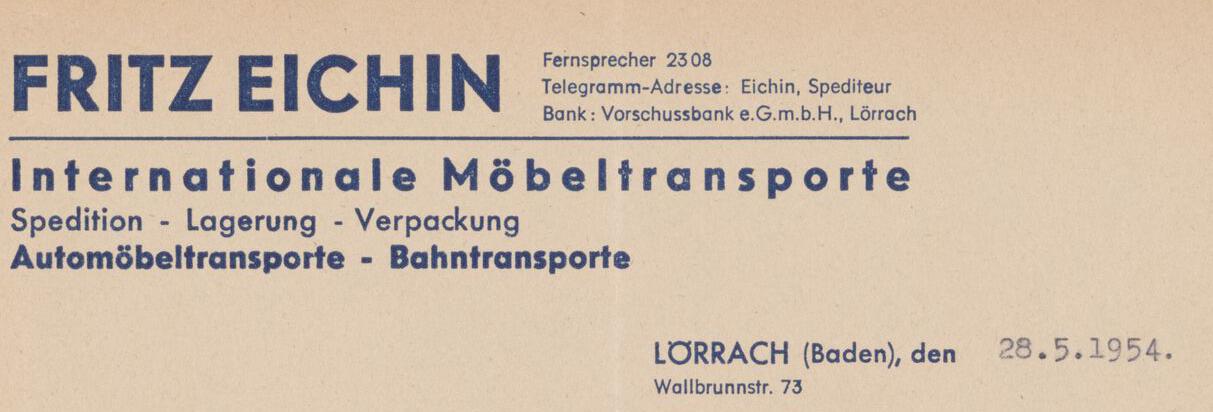 FRITZ EICHIN
Fernsprecher 2308
Telegramm-Adresse: Eichin, Spediteur
Bank: Vorschussbank e.G.m.b.H., Lörrach
Internationale Möbeltransporte
Spedition - Lagerung - Verpackung
Automöbeltransporte - Bahntransporte
LÖRRACH (Baden), den 28.5.1954.
Wallbrunnstr. 73